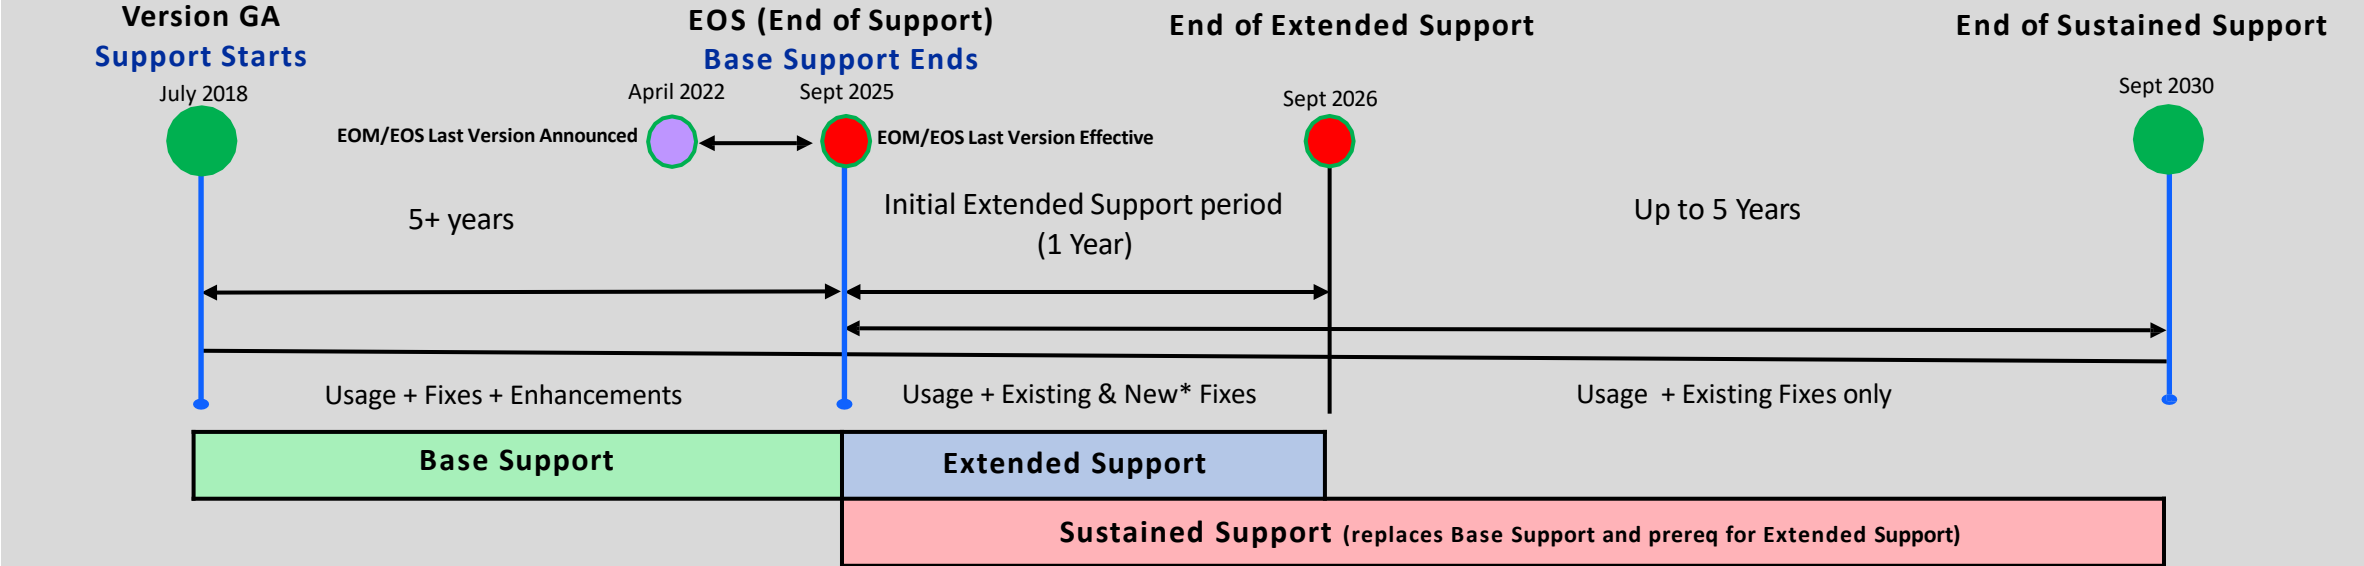 Version GA
Support Starts
July 2018
EOS (End of Support)
Base Support Ends
April 2022
Sept 2025
End of Extended Support
Sept 2026
End of Sustained Support
Sept 2030
EOM/EOS Last Version Announced
EOM/EOS Last Version Effective
5+ years
Initial Extended Support period
(1 Year)
Up to 5 Years
Usage + Fixes + Enhancements
Usage + Existing & New* Fixes
Usage + Existing Fixes only
Base Support
Extended Support
Sustained Support (replaces Base Support and prereq for Extended Support)